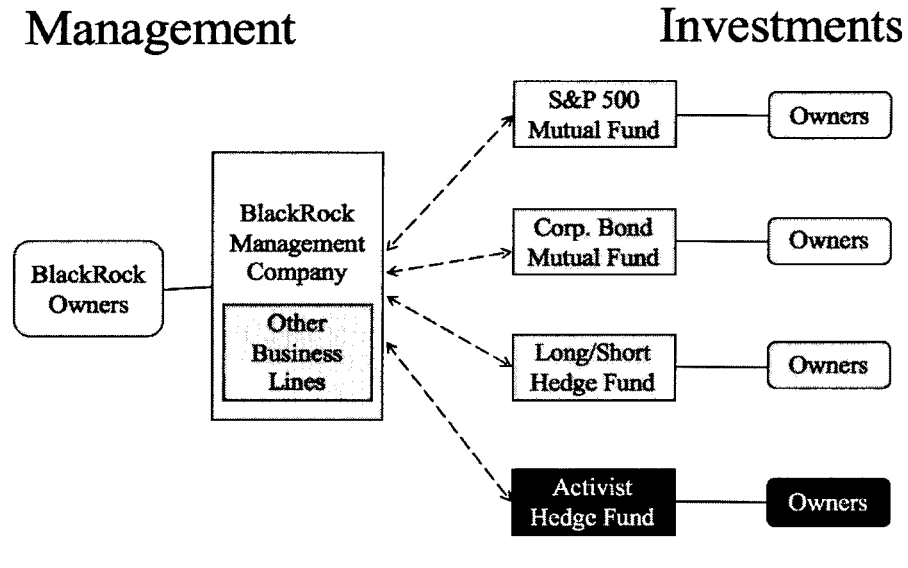 Management
Investments
BlackRock
Owners
BlackRock
Management
Company
Other
Business
Lines
S&P 500
Mutual Fund
Owners
Corp. Bond
Mutual Fund
Owners
Long/Short
Hedge Fund
Owners
Activist
Hedge Fund
Owners